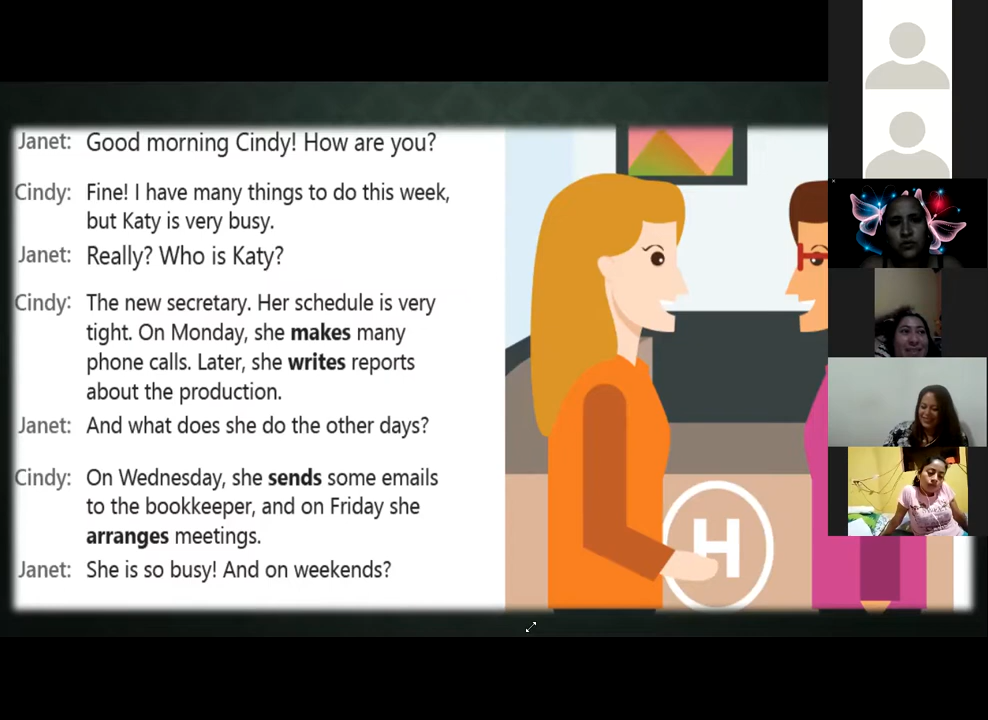 Janet: Good morning Cindy! How are you?
Cindy: Fine! I have many things to do this week,
but Katy is very busy.
Janet: Really? Who is Katy?
Cindy: The new secretary. Her schedule is very
tight. On Monday, she makes many
phone calls. Later, she writes reports
about the production.
Janet: And what does she do the other days?
Cindy: On Wednesday, she sends some emails
to the bookkeeper, and on Friday she
arranges meetings.
Janet: She is so busy! And on weekends?
H